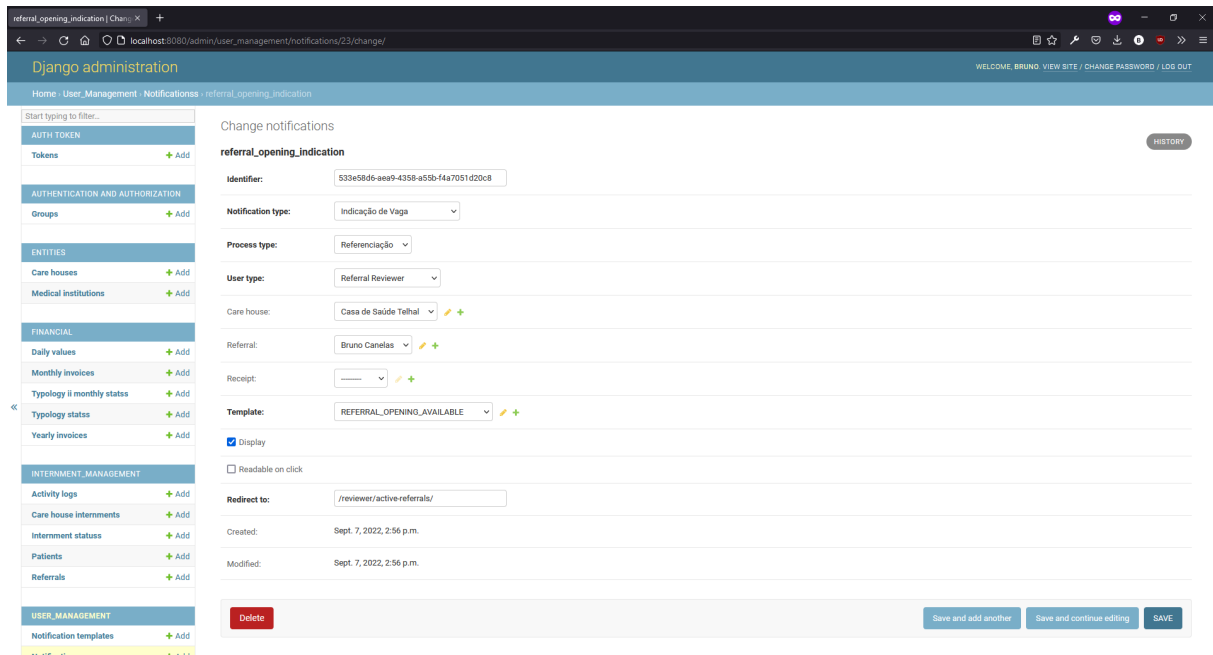 referral_opening_indication | Chang
localhost:8080/admin/user_management/notifications/23/change/
Django administration
WELCOME, BRUNO. VIEW SITE / CHANGE PASSWORD / LOG OUT
Home › User_Management › Notificationss › referral_opening_indication
Start typing to filter...
AUTH TOKEN
Tokens + Add
AUTHENTICATION AND AUTHORIZATION
Groups + Add
ENTITIES
Care houses + Add
Medical institutions + Add
FINANCIAL
Daily values + Add
Monthly invoices + Add
Typology ii monthly statss + Add
Typology statss + Add
Yearly invoices + Add
INTERNMENT_MANAGEMENT
Activity logs + Add
Care house internments + Add
Internment statuss + Add
Patients + Add
Referrals + Add
USER_MANAGEMENT
Notification templates + Add
Change notifications
HISTORY
referral_opening_indication
Identifier: 533e58d6-aea9-4358-a55b-f4a7051d20c8
Notification type: Indicação de Vaga
Process type: Referenciação
User type: Referral Reviewer
Care house: Casa de Saúde Telhal
Referral: Bruno Canelas
Receipt: --------
Template: REFERRAL_OPENING_AVAILABLE
Display
Readable on click
Redirect to: /reviewer/active-referrals/
Created: Sept. 7, 2022, 2:56 p.m.
Modified: Sept. 7, 2022, 2:56 p.m.
Delete
Save and add another
Save and continue editing
SAVE